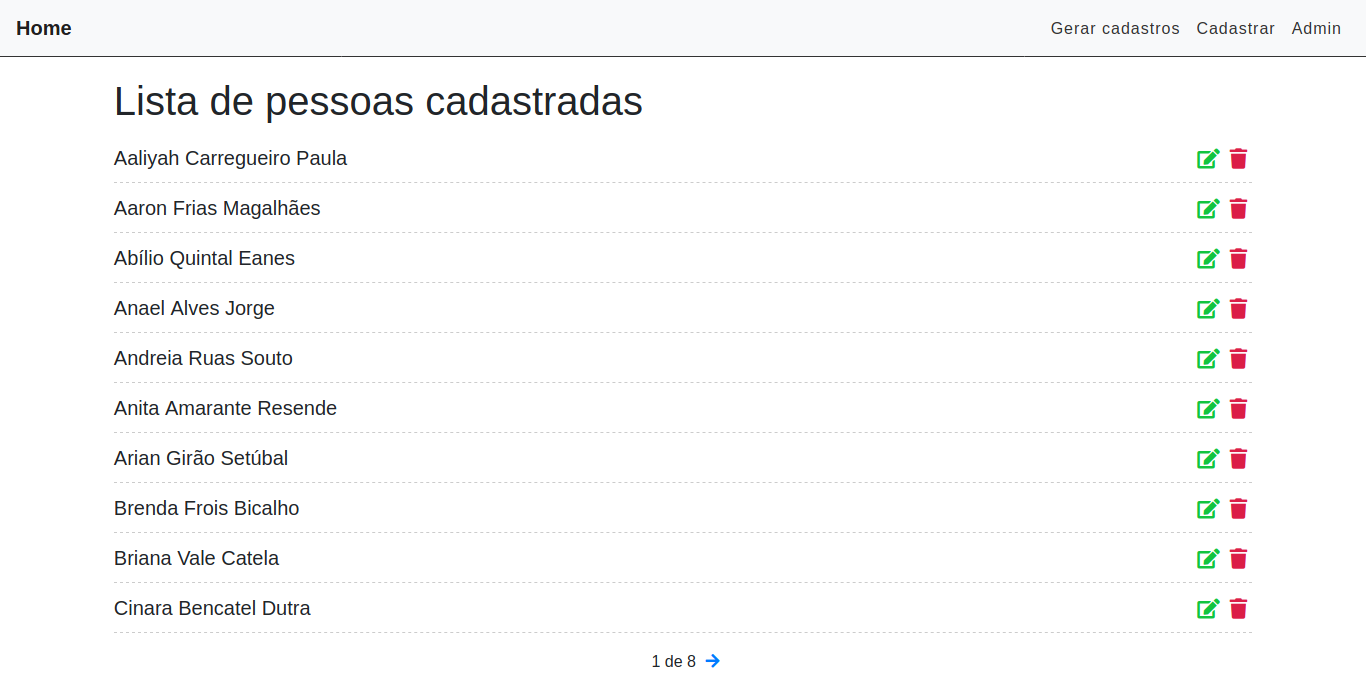 Home Gerar cadastros Cadastrar Admin
Lista de pessoas cadastradas
Aaliyah Carregueiro Paula
Aaron Frias Magalhães
Abílio Quintal Eanes
Anael Alves Jorge
Andreia Ruas Souto
Anita Amarante Resende
Arian Girão Setúbal
Brenda Frois Bicalho
Briana Vale Catela
Cinara Bencatel Dutra
1 de 8